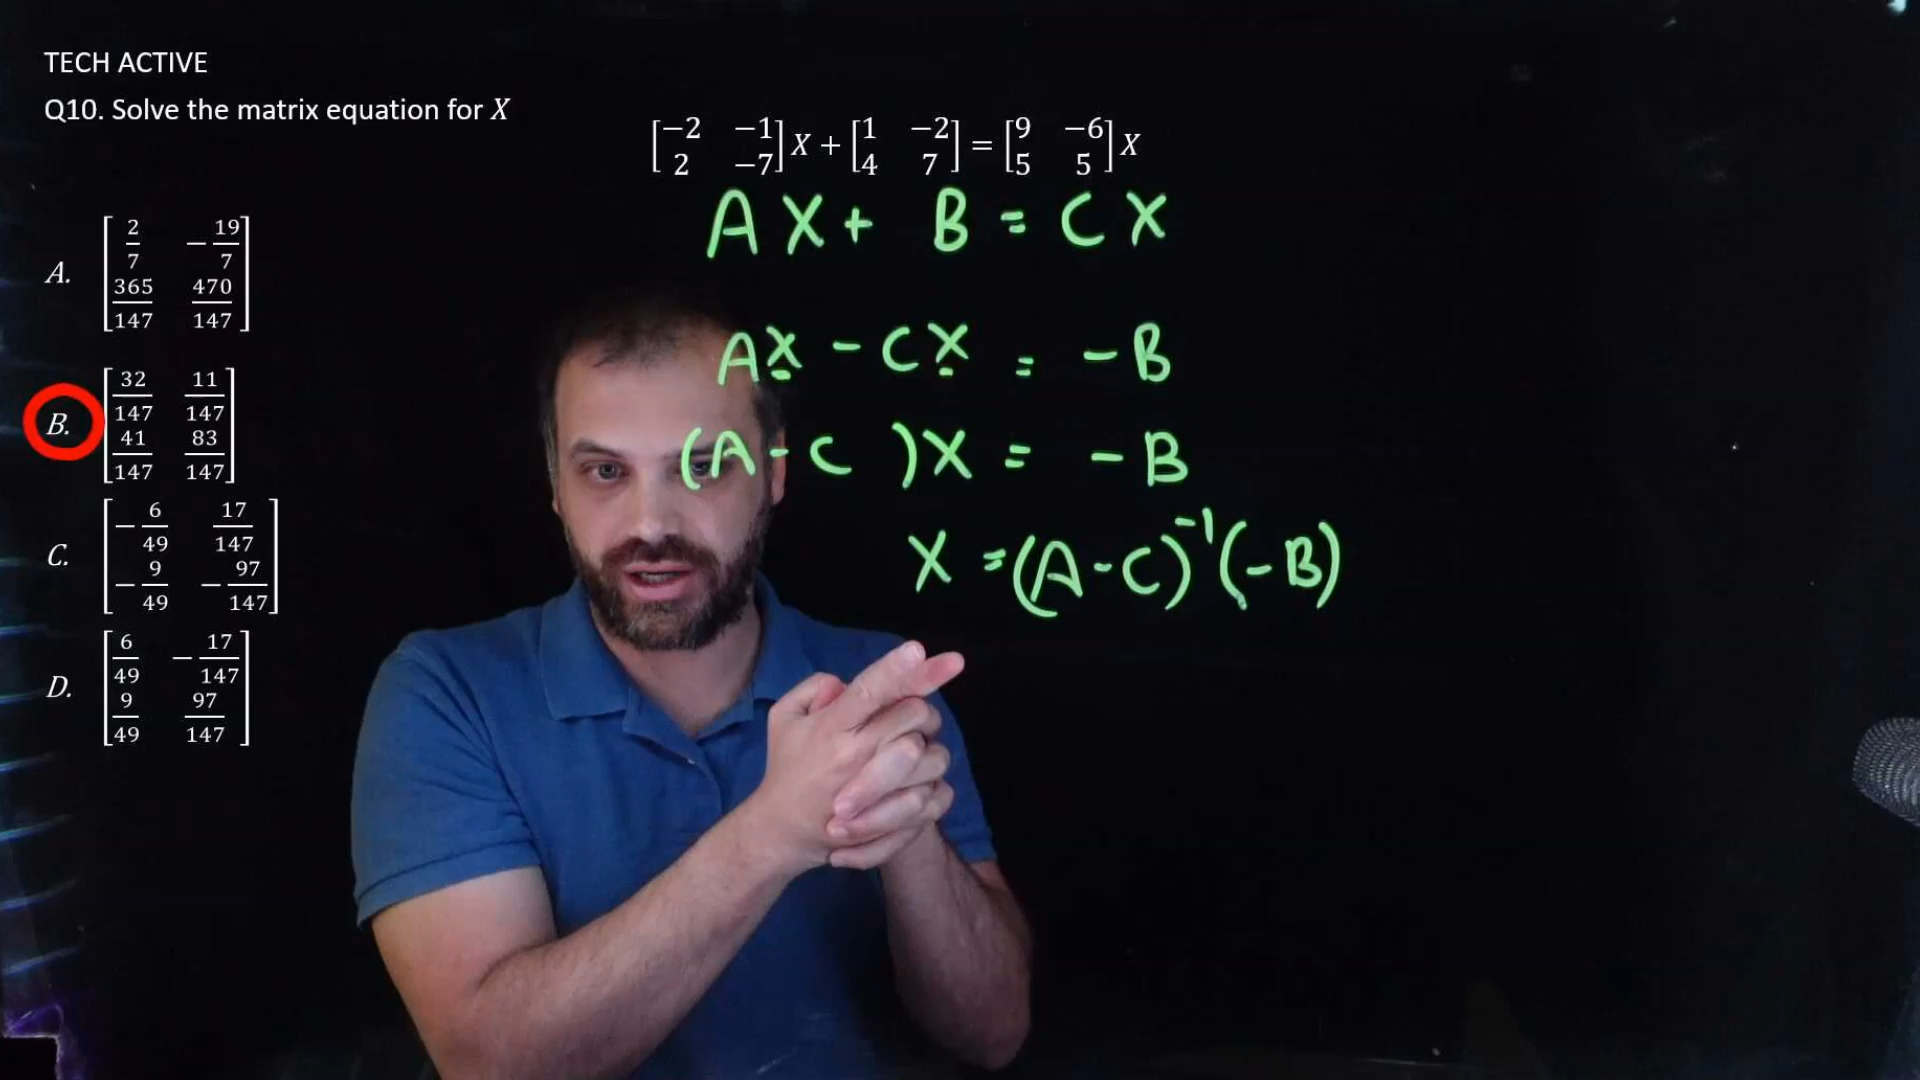 TECH ACTIVE
Q10. Solve the matrix equation for X
[−2 −1; 2 −7] X + [1 −2; 4 7] = [9 −6; 5 5] X
A X + B = C X
AX − CX = −B
(A − C )X = −B
X = (A − C)⁻¹(−B)
A. [2/7 −19/7; 365/147 470/147]
B. [32/147 11/147; 41/147 83/147]
C. [−6/49 17/147; −9/49 −97/147]
D. [6/49 −17/147; 9/49 97/147]